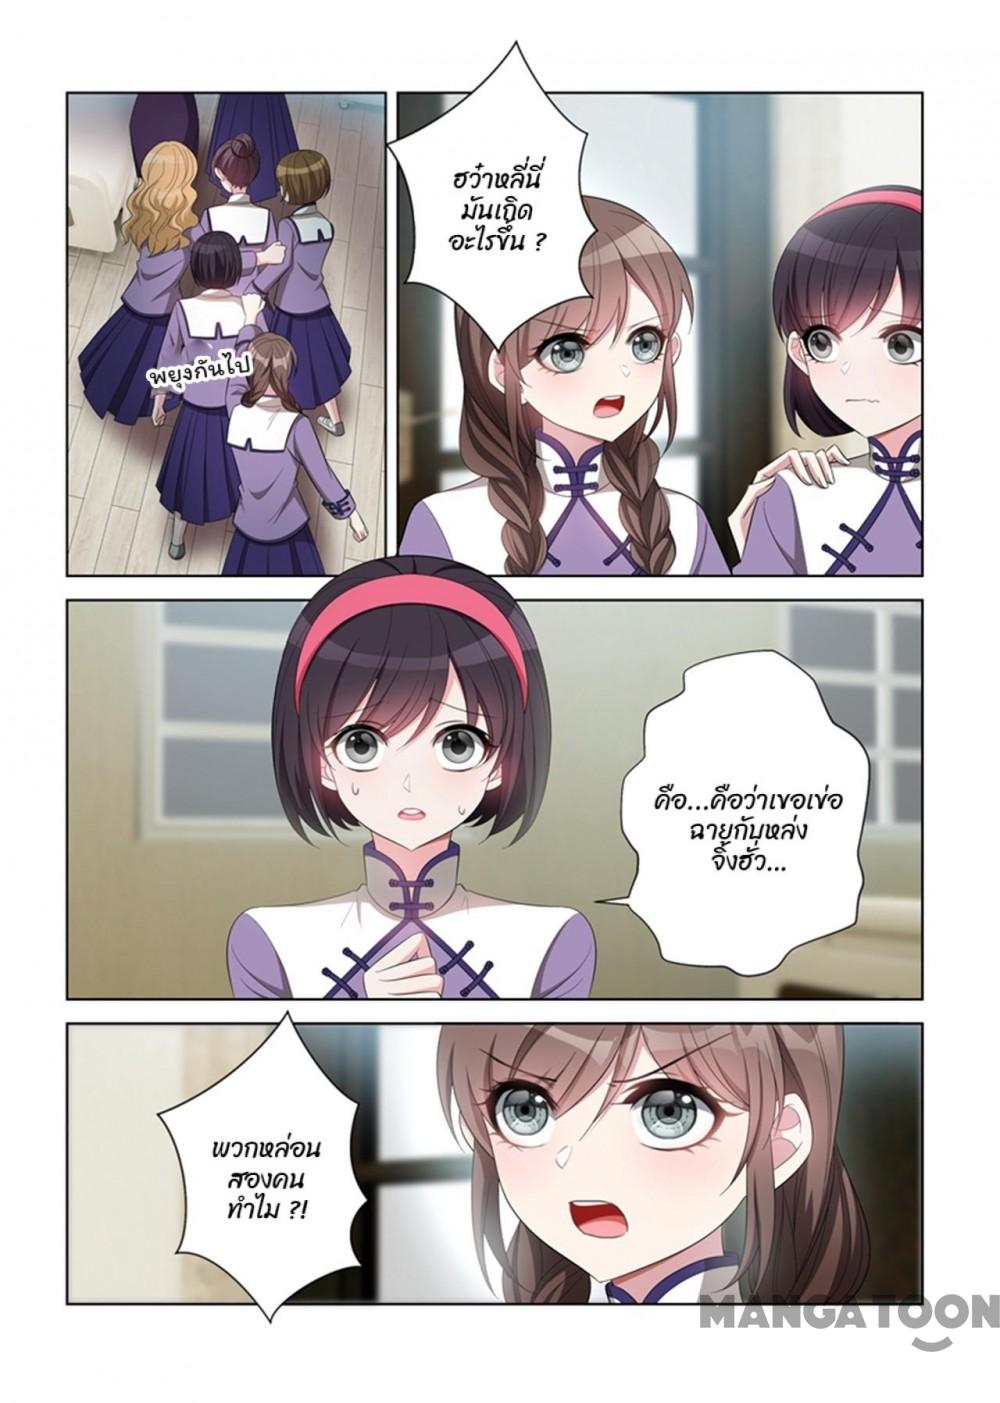 ฮว๋าหลี่นี่
มันเกิด
อะไรขึ้น ?
พยุงกันไป
คือ...คือว่าเขอเข่อ
ฉายกับหล่ง
จิ้งฮั่ว...
พวกหล่อน
สองคน
ทำไม ?!
MANGATOON